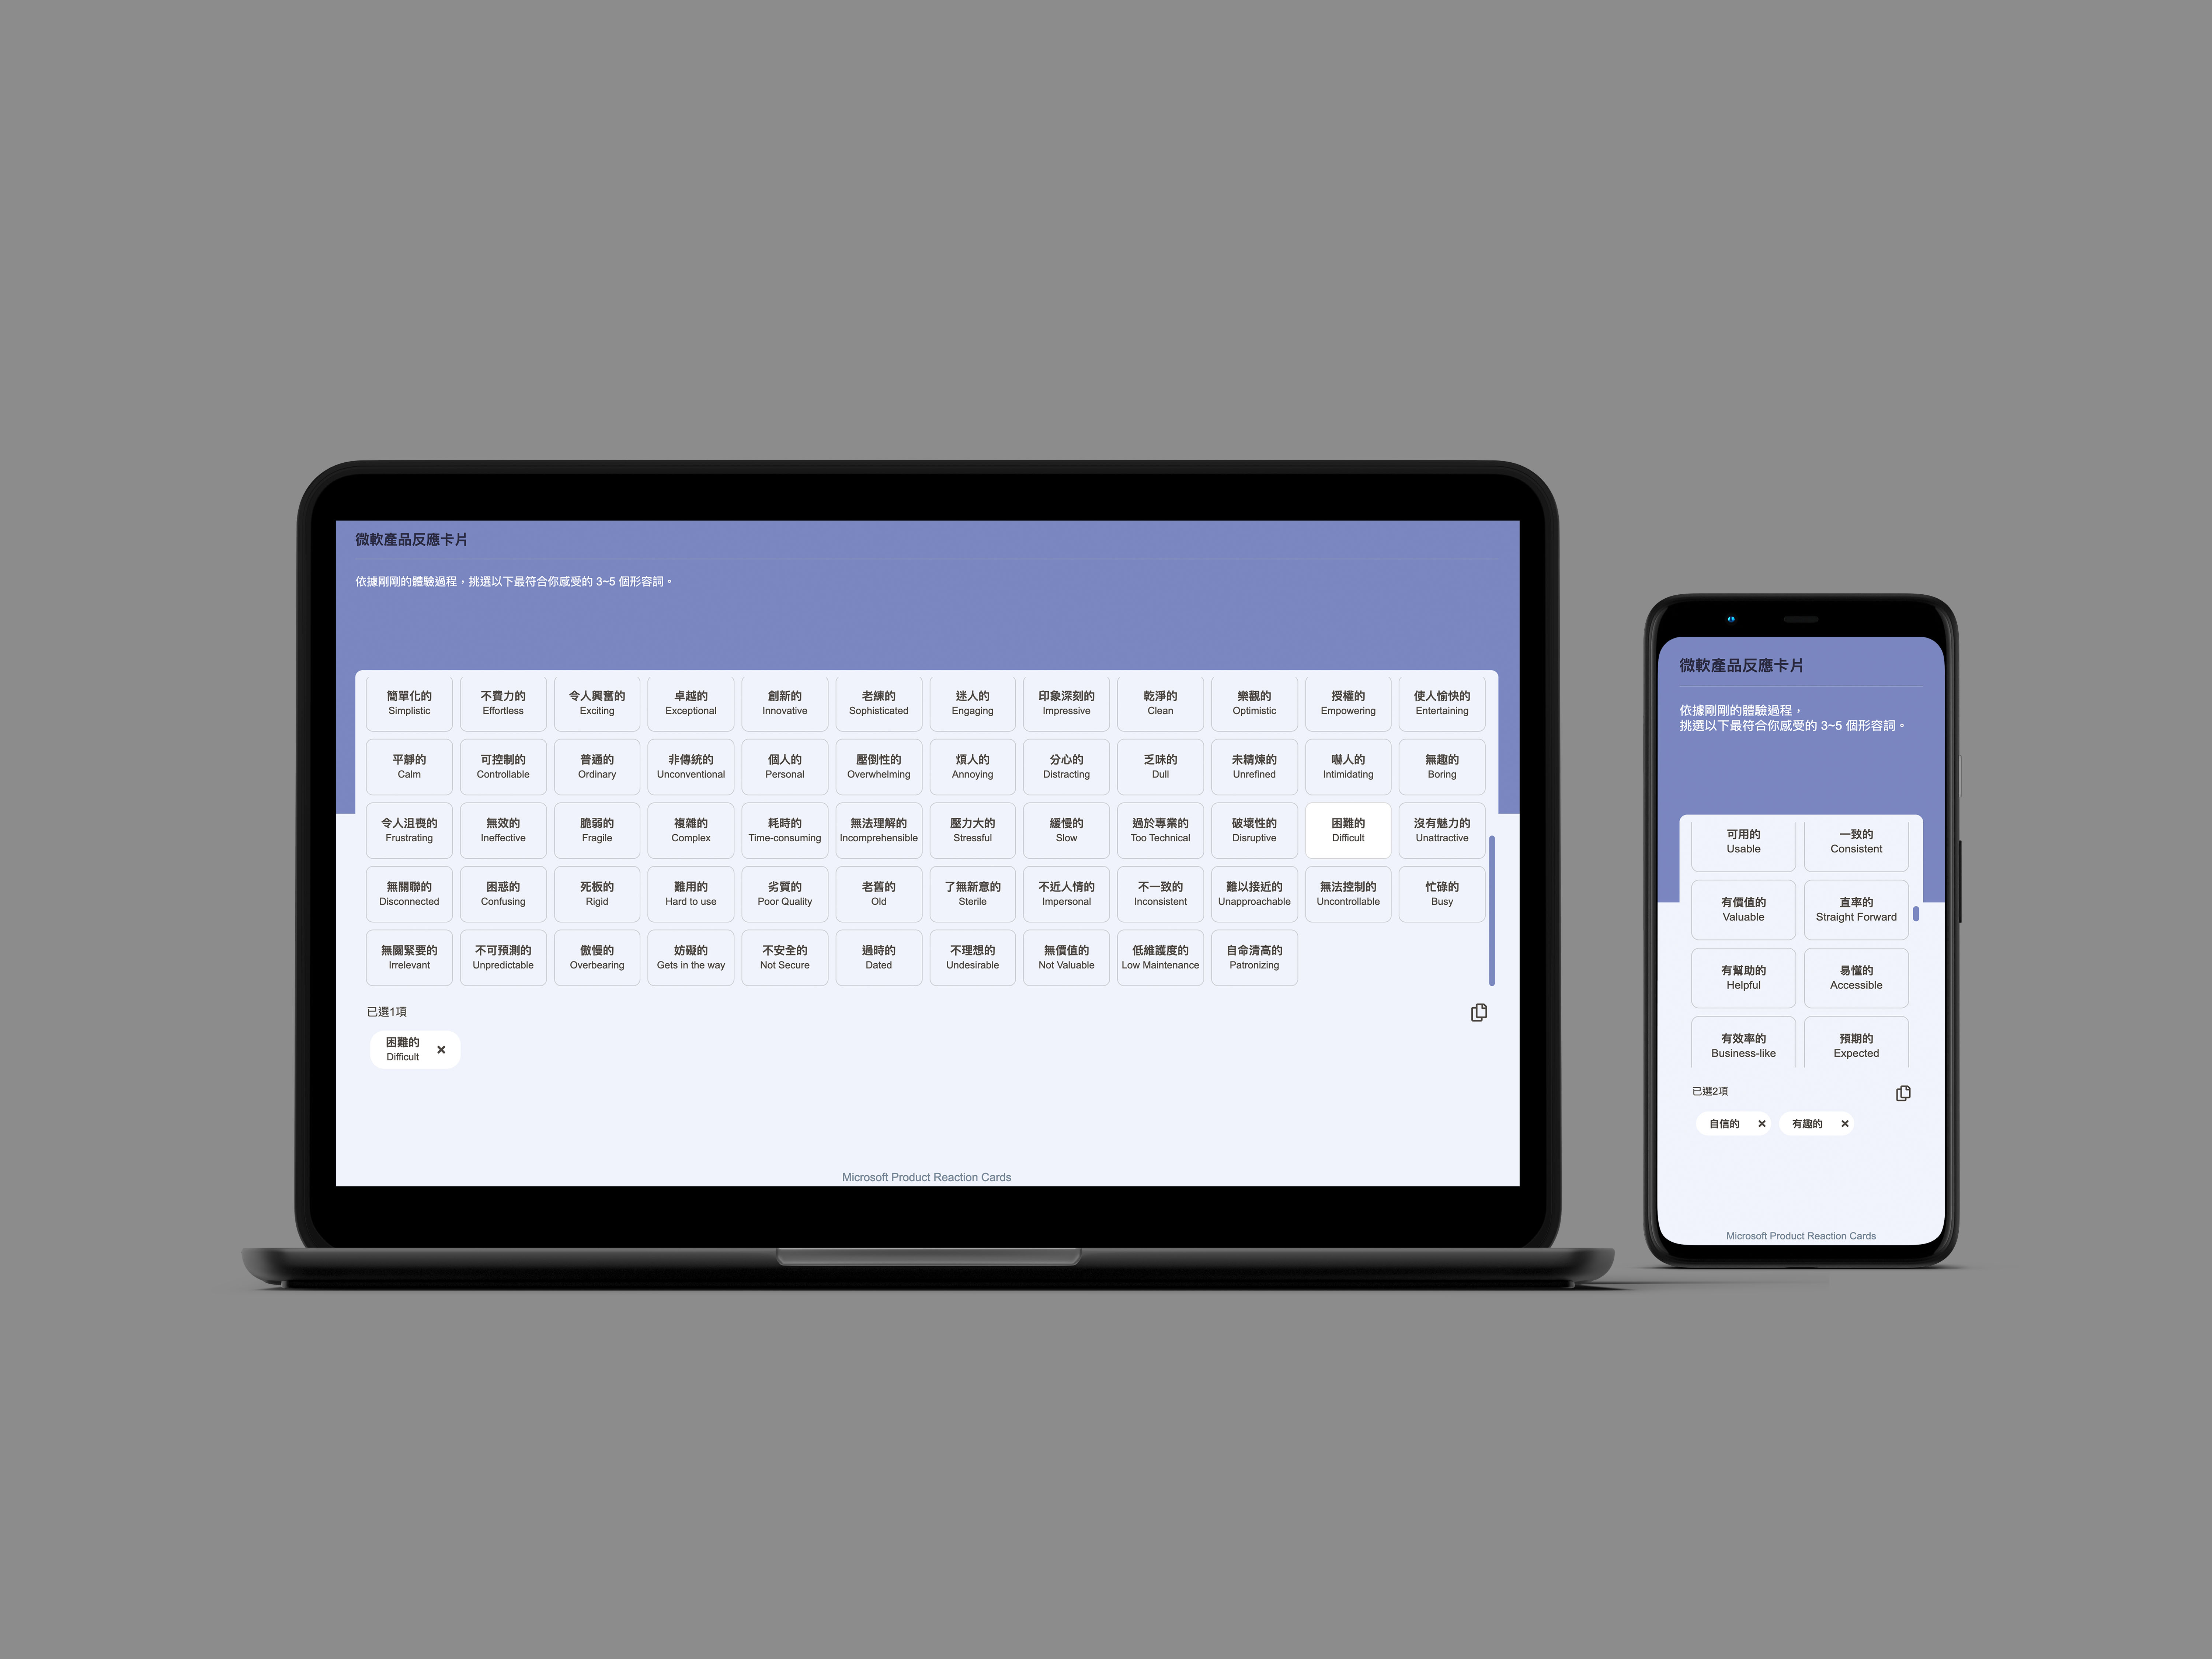 微軟產品反應卡片
依據剛剛的體驗過程，挑選以下最符合你感受的 3~5 個形容詞。
簡單化的
Simplistic
不費力的
Effortless
令人興奮的
Exciting
卓越的
Exceptional
創新的
Innovative
老練的
Sophisticated
迷人的
Engaging
印象深刻的
Impressive
乾淨的
Clean
樂觀的
Optimistic
授權的
Empowering
使人愉快的
Entertaining
平靜的
Calm
可控制的
Controllable
普通的
Ordinary
非傳統的
Unconventional
個人的
Personal
壓倒性的
Overwhelming
煩人的
Annoying
分心的
Distracting
乏味的
Dull
未精煉的
Unrefined
嚇人的
Intimidating
無趣的
Boring
令人沮喪的
Frustrating
無效的
Ineffective
脆弱的
Fragile
複雜的
Complex
耗時的
Time-consuming
無法理解的
Incomprehensible
壓力大的
Stressful
緩慢的
Slow
過於專業的
Too Technical
破壞性的
Disruptive
困難的
Difficult
沒有魅力的
Unattractive
無關聯的
Disconnected
困惑的
Confusing
死板的
Rigid
難用的
Hard to use
劣質的
Poor Quality
老舊的
Old
了無新意的
Sterile
不近人情的
Impersonal
不一致的
Inconsistent
難以接近的
Unapproachable
無法控制的
Uncontrollable
忙碌的
Busy
無關緊要的
Irrelevant
不可預測的
Unpredictable
傲慢的
Overbearing
妨礙的
Gets in the way
不安全的
Not Secure
過時的
Dated
不理想的
Undesirable
無價值的
Not Valuable
低維護度的
Low Maintenance
自命清高的
Patronizing
已選1項
困難的
Difficult
Microsoft Product Reaction Cards
微軟產品反應卡片
依據剛剛的體驗過程，
挑選以下最符合你感受的 3~5 個形容詞。
可用的
Usable
一致的
Consistent
有價值的
Valuable
直率的
Straight Forward
有幫助的
Helpful
易懂的
Accessible
有效率的
Business-like
預期的
Expected
已選2項
自信的
有趣的
Microsoft Product Reaction Cards